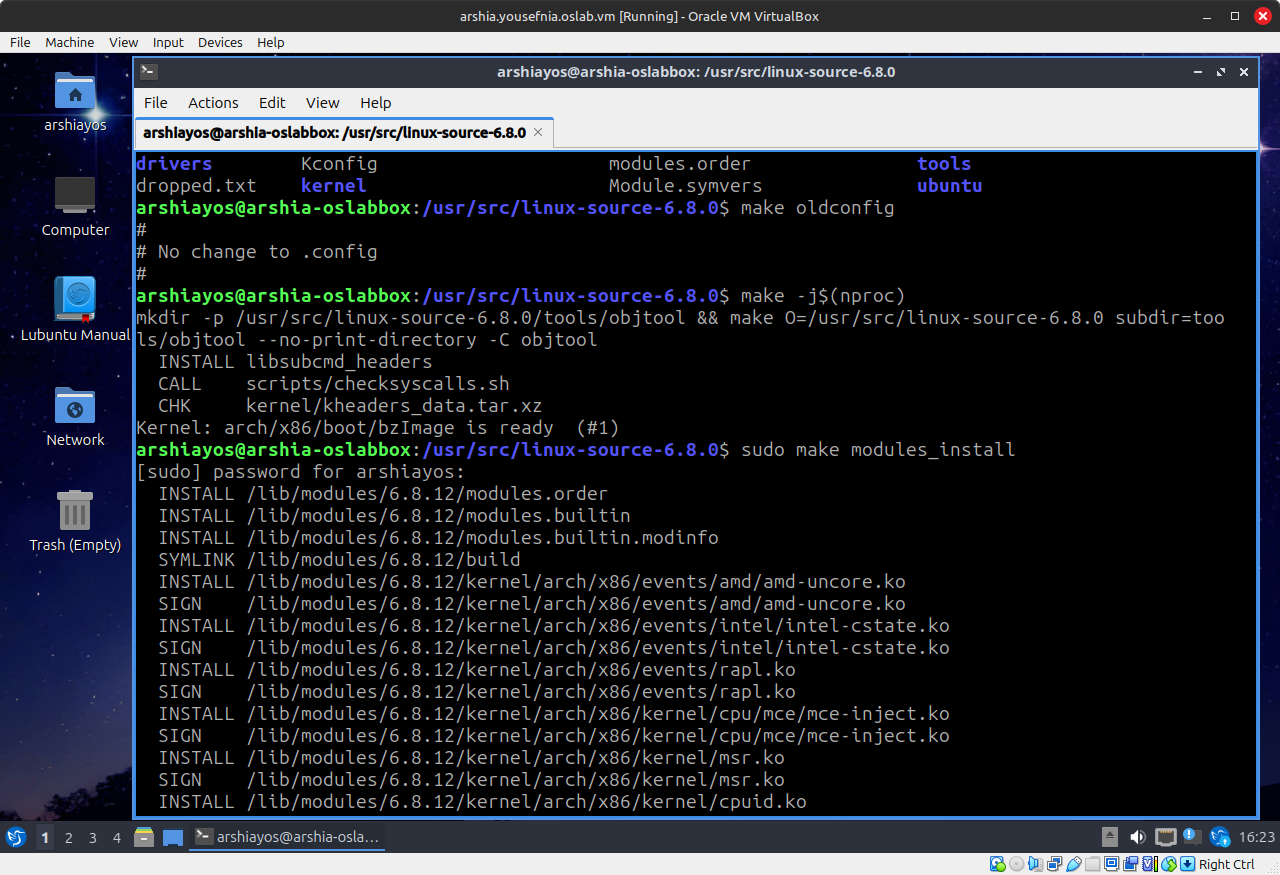 arshia.yousefnia.oslab.vm [Running] - Oracle VM VirtualBox
File Machine View Input Devices Help
arshiayos@arshia-oslabbox: /usr/src/linux-source-6.8.0
File Actions Edit View Help
arshiayos@arshia-oslabbox: /usr/src/linux-source-6.8.0
arshiayos
Computer
Lubuntu Manual
Network
Trash (Empty)
drivers Kconfig modules.order tools
dropped.txt kernel Module.symvers ubuntu
arshiayos@arshia-oslabbox:/usr/src/linux-source-6.8.0$ make oldconfig
#
# No change to .config
#
arshiayos@arshia-oslabbox:/usr/src/linux-source-6.8.0$ make -j$(nproc)
mkdir -p /usr/src/linux-source-6.8.0/tools/objtool && make O=/usr/src/linux-source-6.8.0 subdir=too
ls/objtool --no-print-directory -C objtool
  INSTALL libsubcmd_headers
  CALL    scripts/checksyscalls.sh
  CHK     kernel/kheaders_data.tar.xz
Kernel: arch/x86/boot/bzImage is ready  (#1)
arshiayos@arshia-oslabbox:/usr/src/linux-source-6.8.0$ sudo make modules_install
[sudo] password for arshiayos:
  INSTALL /lib/modules/6.8.12/modules.order
  INSTALL /lib/modules/6.8.12/modules.builtin
  INSTALL /lib/modules/6.8.12/modules.builtin.modinfo
  SYMLINK /lib/modules/6.8.12/build
  INSTALL /lib/modules/6.8.12/kernel/arch/x86/events/amd/amd-uncore.ko
  SIGN    /lib/modules/6.8.12/kernel/arch/x86/events/amd/amd-uncore.ko
  INSTALL /lib/modules/6.8.12/kernel/arch/x86/events/intel/intel-cstate.ko
  SIGN    /lib/modules/6.8.12/kernel/arch/x86/events/intel/intel-cstate.ko
  INSTALL /lib/modules/6.8.12/kernel/arch/x86/events/rapl.ko
  SIGN    /lib/modules/6.8.12/kernel/arch/x86/events/rapl.ko
  INSTALL /lib/modules/6.8.12/kernel/arch/x86/kernel/cpu/mce/mce-inject.ko
  SIGN    /lib/modules/6.8.12/kernel/arch/x86/kernel/cpu/mce/mce-inject.ko
  INSTALL /lib/modules/6.8.12/kernel/arch/x86/kernel/msr.ko
  SIGN    /lib/modules/6.8.12/kernel/arch/x86/kernel/msr.ko
  INSTALL /lib/modules/6.8.12/kernel/arch/x86/kernel/cpuid.ko
1 2 3 4 arshiayos@arshia-osla... 16:23
Right Ctrl